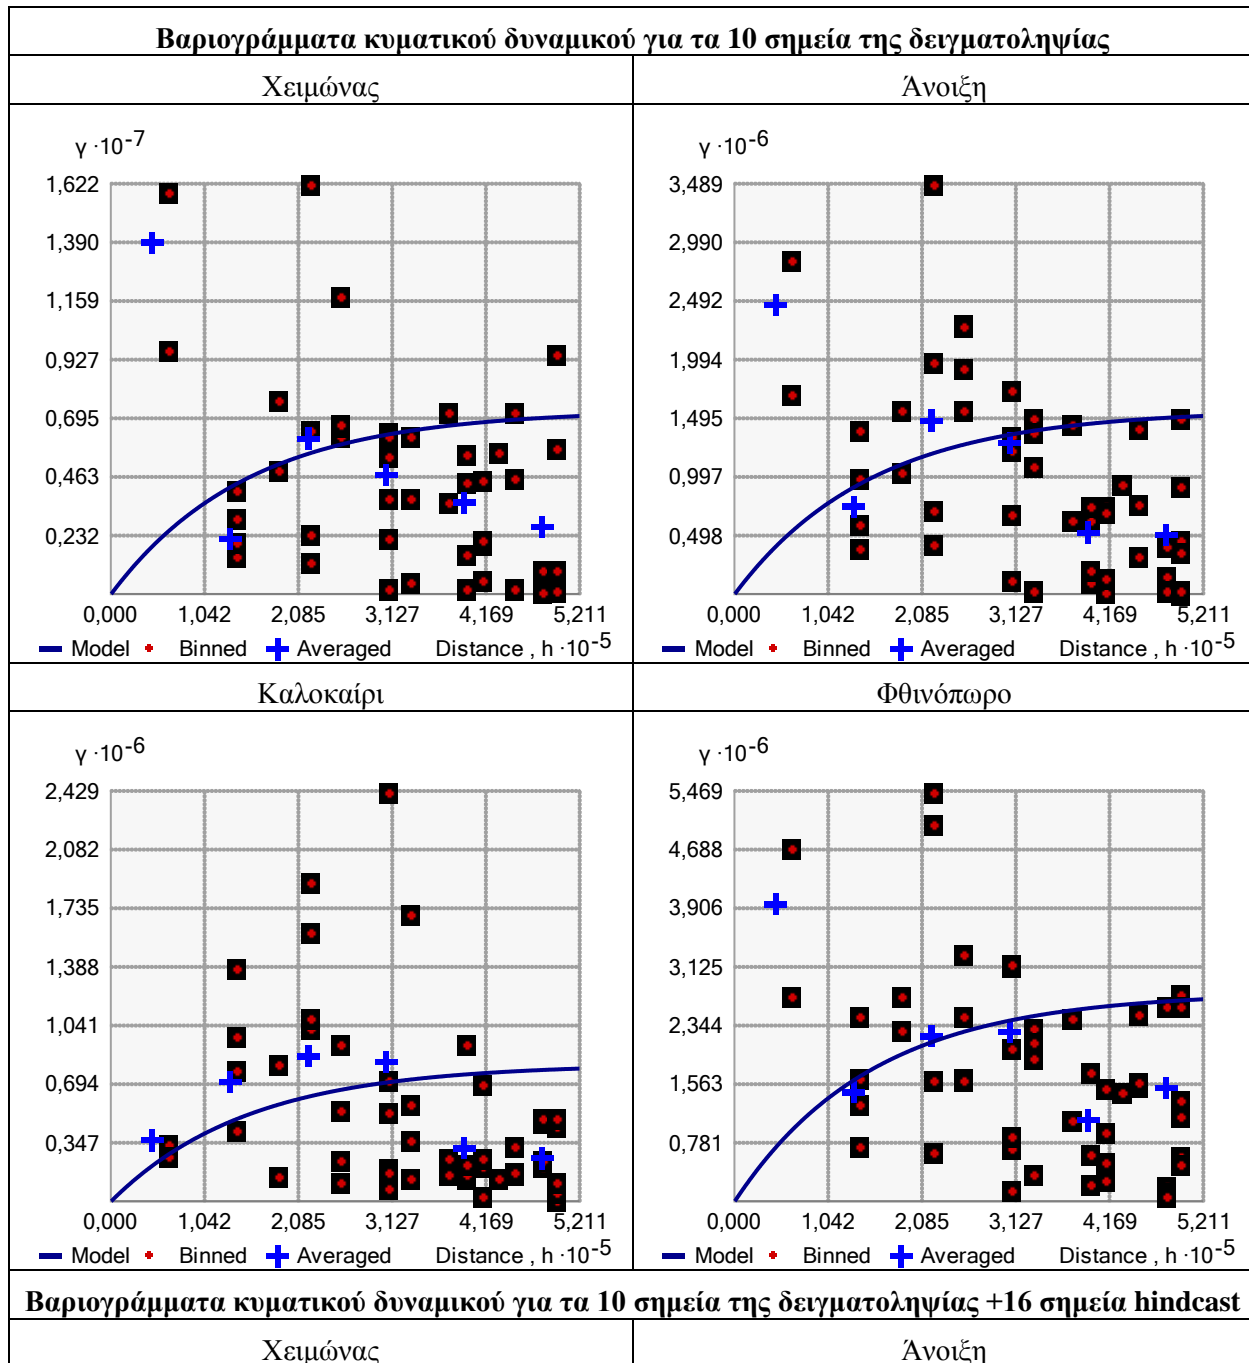 Βαριογράμματα κυματικού δυναμικού για τα 10 σημεία της δειγματοληψίας
Χειμώνας
Άνοιξη
γ ·10-7
1,622
1,390
1,159
0,927
0,695
0,463
0,232
0,000 1,042 2,085 3,127 4,169 5,211
Model Binned Averaged Distance , h ·10-5
γ ·10-6
3,489
2,990
2,492
1,994
1,495
0,997
0,498
0,000 1,042 2,085 3,127 4,169 5,211
Model Binned Averaged Distance , h ·10-5
Καλοκαίρι
Φθινόπωρο
γ ·10-6
2,429
2,082
1,735
1,388
1,041
0,694
0,347
0,000 1,042 2,085 3,127 4,169 5,211
Model Binned Averaged Distance , h ·10-5
γ ·10-6
5,469
4,688
3,906
3,125
2,344
1,563
0,781
0,000 1,042 2,085 3,127 4,169 5,211
Model Binned Averaged Distance , h ·10-5
Βαριογράμματα κυματικού δυναμικού για τα 10 σημεία της δειγματοληψίας +16 σημεία hindcast
Χειμώνας
Άνοιξη